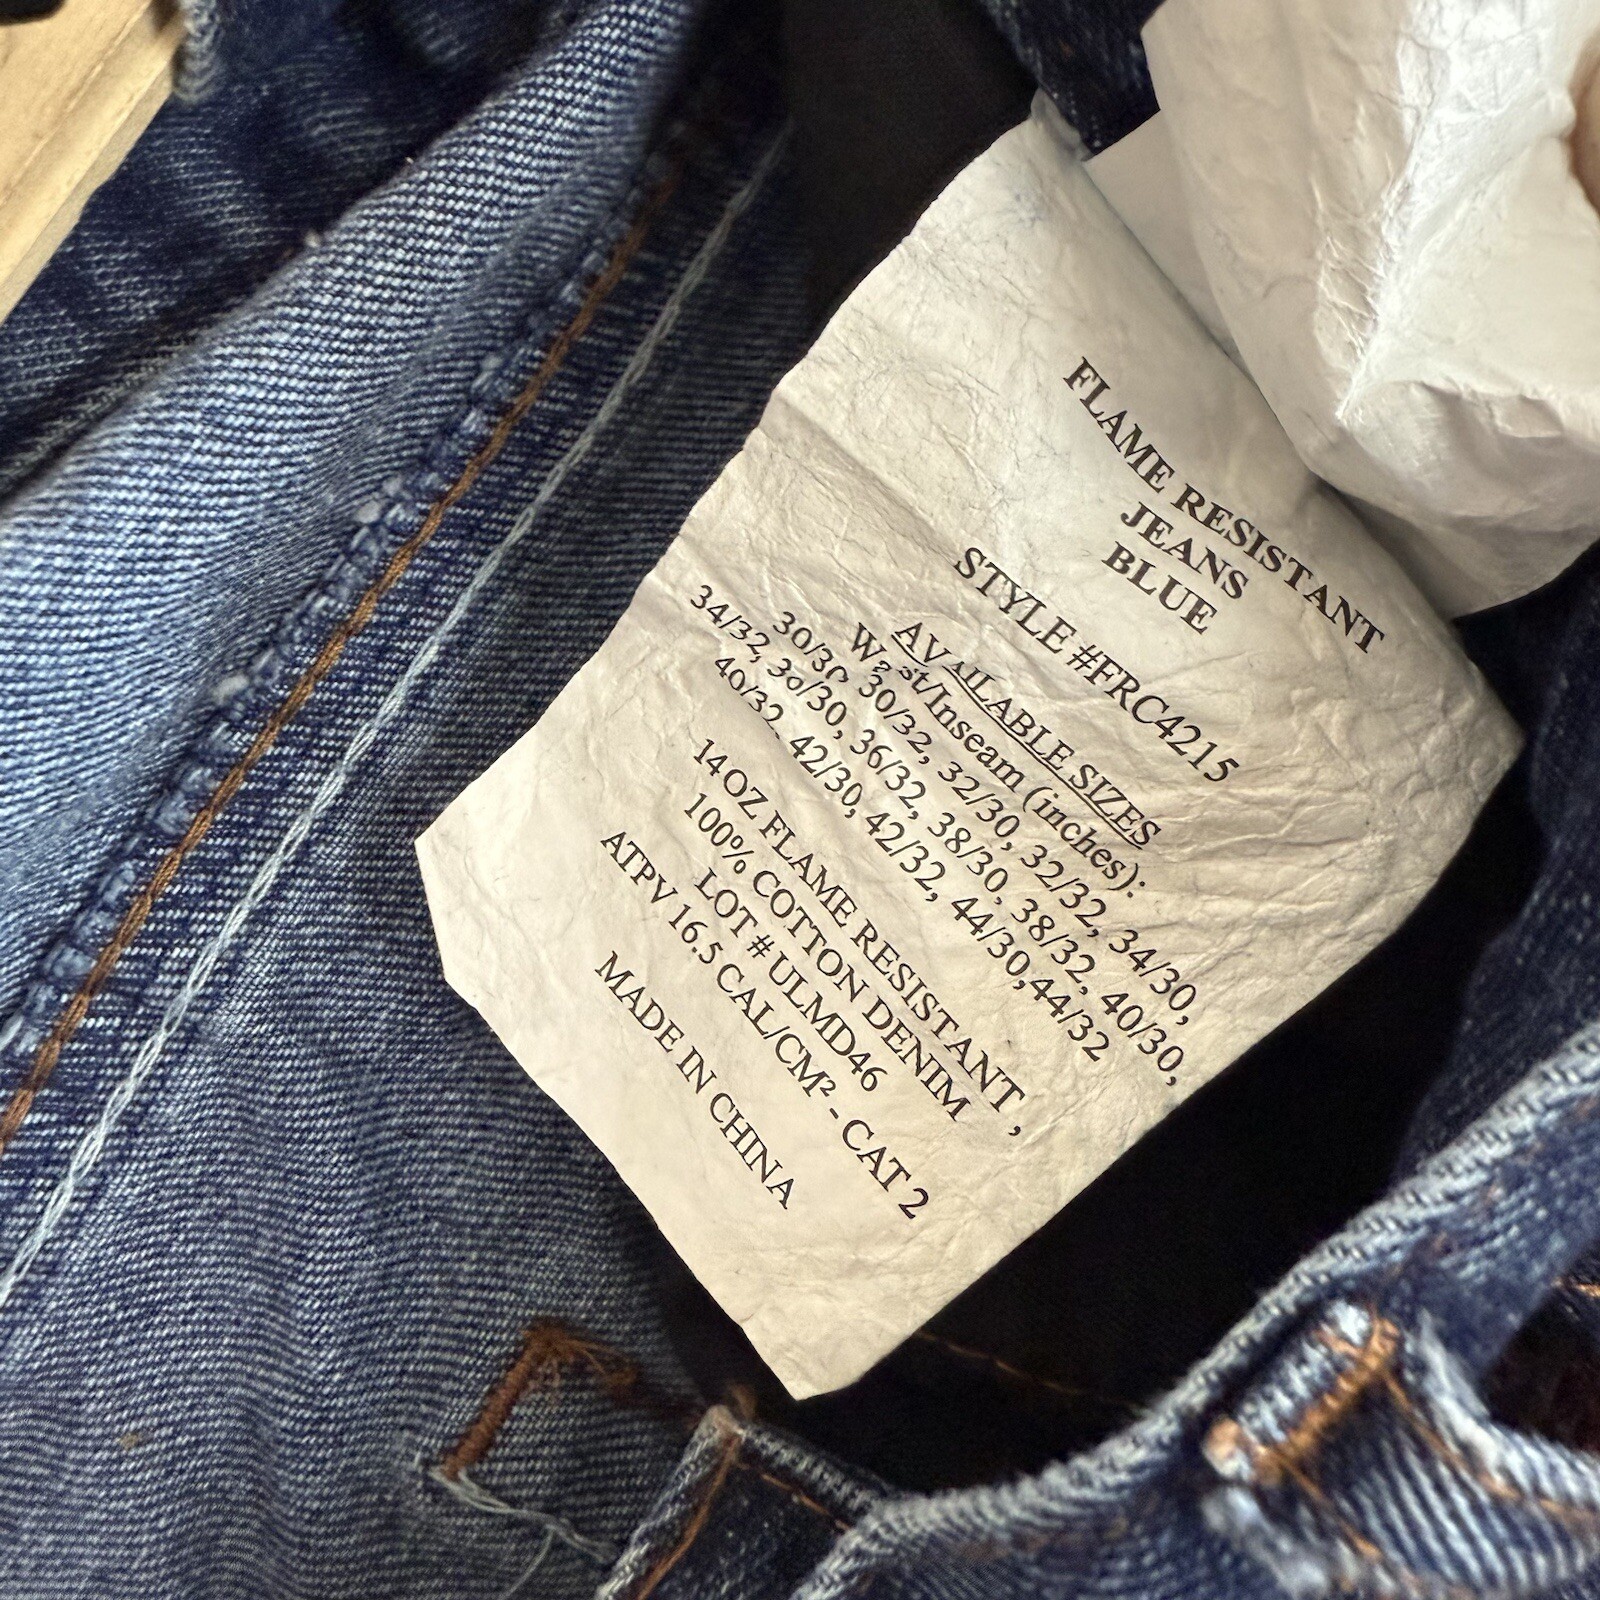 FLAME RESISTANT
JEANS
BLUE
STYLE #FRC4215
AVAILABLE SIZES
Waist/Inseam (inches):
30/30, 30/32, 32/30, 32/32, 34/30,
34/32, 36/30, 36/32, 38/30, 38/32, 40/30,
40/32, 42/30, 42/32, 44/30,44/32
14 OZ FLAME RESISTANT,
100% COTTON DENIM
LOT # ULMD46
ATPV 16.5 CAL/CM² - CAT 2
MADE IN CHINA